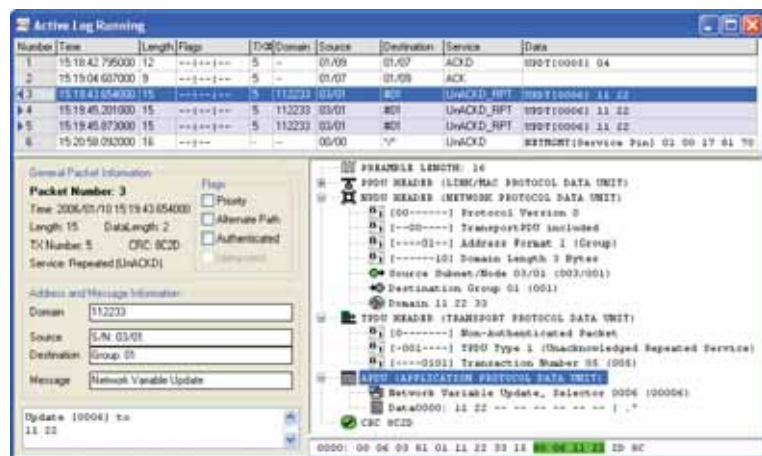 Active Log Running
Number Time Length Flags TX# Domain Source Destination Service Data
1 15:18:42.795000 12 --|--|-- 5 - 01/09 01/07 ACKD 04
2 15:19:04.607000 9 --|--|-- 5 - 01/07 01/09 ACK
3 15:19:43.654000 15 --|--|-- 5 112233 03/01 #01 UnACKD_RPT 11 22
4 15:19:45.201000 15 --|--|-- 5 112233 03/01 #01 UnACKD_RPT 11 22
5 15:19:45.873000 15 --|--|-- 5 112233 03/01 #01 UnACKD_RPT 11 22
6 15:20:58.092000 16 --|--|-- - - 00/00 "/" UnACKD NETMGMT(Service Pin) 01 00 17 81 70
General Packet Information
Packet Number: 3
Time: 2006/01/10 15:19:43.654000
Length: 15 DataLength: 2
TX Number: 5 CRC: 8C2D
Service: Repeated (UnACKD)
Flags
Priority
Alternate Path
Authenticated
Address and Message Information
Domain 112233
Source S/N: 03/01
Destination Group: 01
Message Network Variable Update
Update [0006] to
11 22
PREAMBLE LENGTH: 16
PPDU HEADER (LINK/MAC PROTOCOL DATA UNIT)
NPDU HEADER (NETWORK PROTOCOL DATA UNIT)
[00------] Protocol Version 0
[--00----] TransportPDU included
[----01--] Address Format 1 (Group)
[------10] Domain Length 3 Bytes
Source Subnet/Node 03/01 (003/001)
Destination Group 01 (001)
Domain 11 22 33
TPDU HEADER (TRANSPORT PROTOCOL DATA UNIT)
[0-------] Non-Authenticated Packet
[-001----] TPDU Type 1 (Unacknowledged Repeated Service)
[----0101] Transaction Number 05 (005)
APDU (APPLICATION PROTOCOL DATA UNIT)
Network Variable Update, Selector 0006 (00006)
Data0000: 11 22 -- -- -- -- -- -- | ."
CRC 8C2D
0000: 00 06 03 81 01 11 22 33 15 80 06 11 22 2D 8C